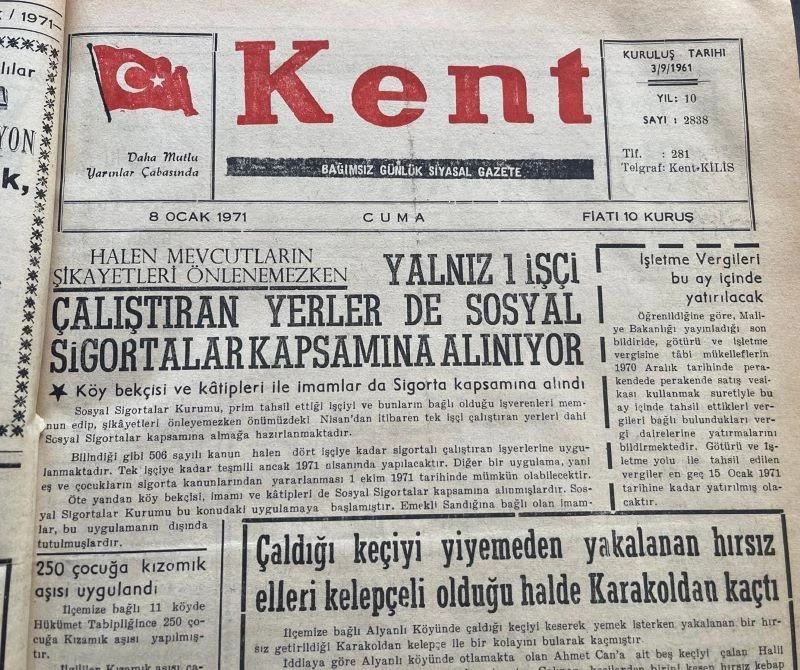 / 1971—
lılar
YON
k,
Daha Mutlu
Yarınlar Çabasında
Kent
BAĞIMSIZ GÜNLÜK SİYASAL GAZETE
KURULUŞ TARİHİ
3/9/1961
YIL: 10
SAYI : 2838
Tlf. : 281
Telgraf: Kent-KİLİS
8 OCAK 1971
CUMA
FİATI 10 KURUŞ
HALEN MEVCUTLARIN
ŞİKAYETLERİ ÖNLENEMEZKEN
YALNIZ 1 İŞÇİ
ÇALIŞTIRAN YERLER DE SOSYAL
SİGORTALAR KAPSAMINA ALINIYOR
★ Köy bekçisi ve kâtipleri ile imamlar da Sigorta kapsamına alındı
Sosyal Sigortalar Kurumu, prim tahsil ettiği işçiyi ve bunların bağlı olduğu işverenleri mem-
nun edip, şikâyetleri önleyemezken önümüzdeki Nisan'dan itibaren tek işçi çalıştıran yerleri dahi
Sosyal Sigortalar kapsamına almağa hazırlanmaktadır.
Bilindiği gibi 506 sayılı kanun halen dört işçiye kadar sigortalı çalıştıran işyerlerine uygu-
lanmaktadır. Tek işçiye kadar teşmili ancak 1971 nisanında yapılacaktır. Diğer bir uygulama, yani
eş ve çocukların sigorta kanunlarından yararlanması 1 ekim 1971 tarihinde mümkün olabilecektir.
Öte yandan köy bekçisi, imamı ve kâtipleri de Sosyal Sigortalar kapsamına alınmışlardır. Sos-
yal Sigortalar Kurumu bu konudaki uygulamaya başlamıştır. Emekli Sandığına bağlı olan imam-
lar, bu uygulamanın dışında
tutulmuşlardır.
250 çocuğa kızamık
aşısı uygulandı
İlçemize bağlı 11 köyde
Hükümet Tabipliğince 250 ço-
cuğa Kızamık aşısı yapılmış-
tır.
İşletme Vergileri
bu ay içinde
yatırılacak
Öğrenildiğine göre, Mali-
ye Bakanlığı yayınladığı son
bildiride, götürü ve işletme
vergisine tâbi mükelleflerin
1970 Aralık tarihinde pera-
kendede perakende satış vesi-
kası kullanmak suretiyle bu
ay içinde tahsil ettikleri ver-
gileri bağlı bulundukları ver-
gi dairelerine yatırmalarını
bildirmektedir. Götürü ve iş-
letme yolu ile tahsil edilen
vergiler en geç 15 Ocak 1971
tarihine kadar yatırılmış ola-
caktır.
Çaldığı keçiyi yiyemeden yakalanan hırsız
elleri kelepçeli olduğu halde Karakoldan kaçtı
İlçemize bağlı Alyanlı Köyünde çaldığı keçiyi keserek yemek isterken yakalanan bir hır-
sız getirildiği Karakoldan kelepçe ile bir kolayını bularak kaçmıştır.
İddiaya göre Alyanlı köyünde otlamakta olan Ahmet Can'a ait beş keçiyi çalan Halil
keçilerden birini kesen hırsız kebap